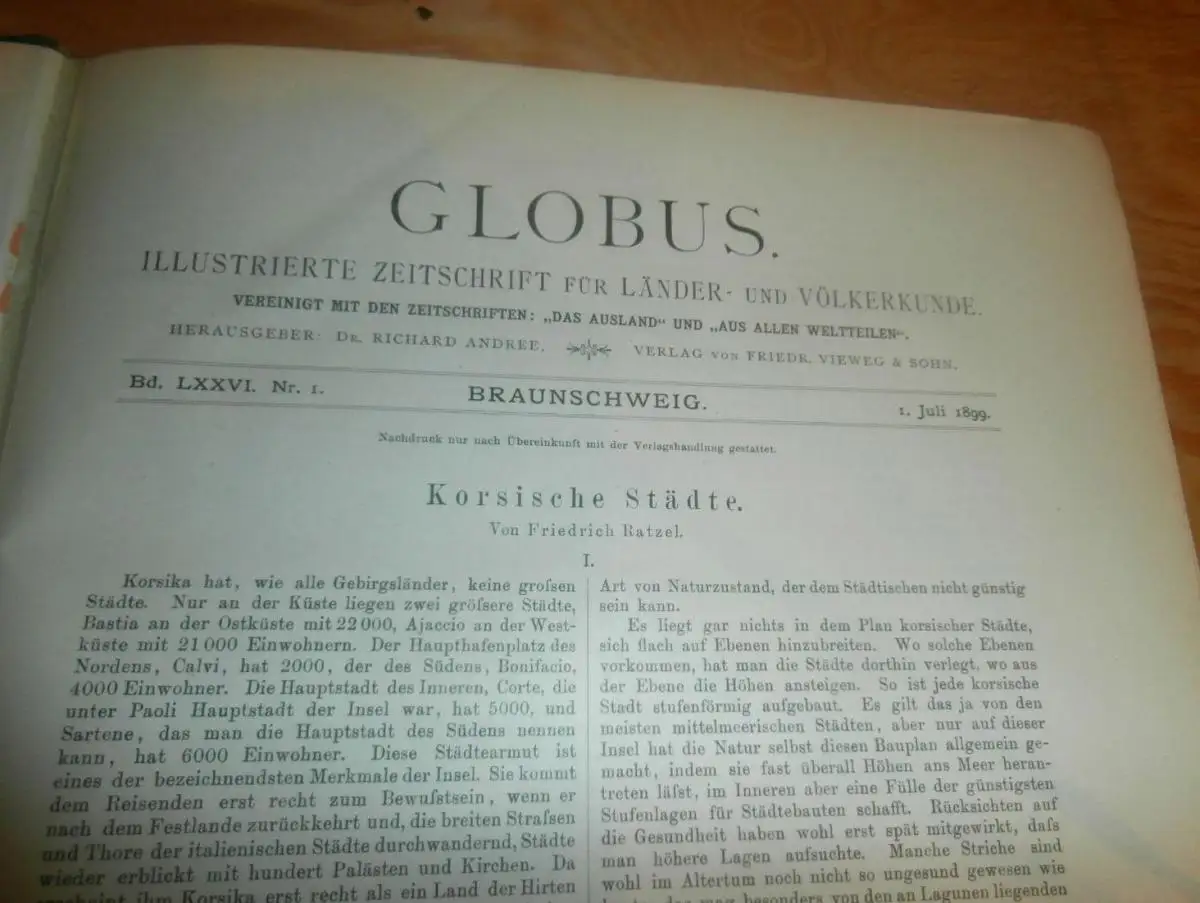 GLOBUS.
ILLUSTRIERTE ZEITSCHRIFT FÜR LÄNDER- UND VÖLKERKUNDE.
VEREINIGT MIT DEN ZEITSCHRIFTEN: „DAS AUSLAND“ UND „AUS ALLEN WELTTEILEN“.
HERAUSGEBER: DR. RICHARD ANDREE. VERLAG VON FRIEDR. VIEWEG & SOHN.
Bd. LXXVI. Nr. 1. BRAUNSCHWEIG. 1. Juli 1899.
Nachdruck nur nach Übereinkunft mit der Verlagshandlung gestattet.
Korsische Städte.
Von Friedrich Ratzel.
I.
Korsika hat, wie alle Gebirgsländer, keine groſsen
Städte. Nur an der Küste liegen zwei gröſsere Städte,
Bastia an der Ostküste mit 22000, Ajaccio an der West-
küste mit 21000 Einwohnern. Der Haupthafenplatz des
Nordens, Calvi, hat 2000, der des Südens, Bonifacio,
4000 Einwohner. Die Hauptstadt des Inneren, Corte, die
unter Paoli Hauptstadt der Insel war, hat 5000, und
Sartene, das man die Hauptstadt des Südens nennen
kann, hat 6000 Einwohner. Diese Städtearmut ist
eines der bezeichnendsten Merkmale der Insel. Sie kommt
dem Reisenden erst recht zum Bewuſstsein, wenn er
nach dem Festlande zurückkehrt und, die breiten Straſsen
und Thore der italienischen Städte durchwandernd, Städte
wieder erblickt mit hundert Palästen und Kirchen. Da
erscheint ihm Korsika erst recht als ein Land der Hirten
Art von Naturzustand, der dem Städtischen nicht günstig
sein kann.
Es liegt gar nichts in dem Plan korsischer Städte,
sich flach auf Ebenen hinzubreiten. Wo solche Ebenen
vorkommen, hat man die Städte dorthin verlegt, wo aus
der Ebene die Höhen ansteigen. So ist jede korsische
Stadt stufenförmig aufgebaut. Es gilt das ja von den
meisten mittelmeerischen Städten, aber nur auf dieser
Insel hat die Natur selbst diesen Bauplan allgemein ge-
macht, indem sie fast überall Höhen ans Meer heran-
treten läſst, im Inneren aber eine Fülle der günstigsten
Stufenlagen für Städtebauten schafft. Rücksichten auf
die Gesundheit haben wohl erst spät mitgewirkt, daſs
man höhere Lagen aufsuchte. Manche Striche sind
wohl im Altertum noch nicht so ungesund gewesen wie
besonders von den an Lagunen liegenden